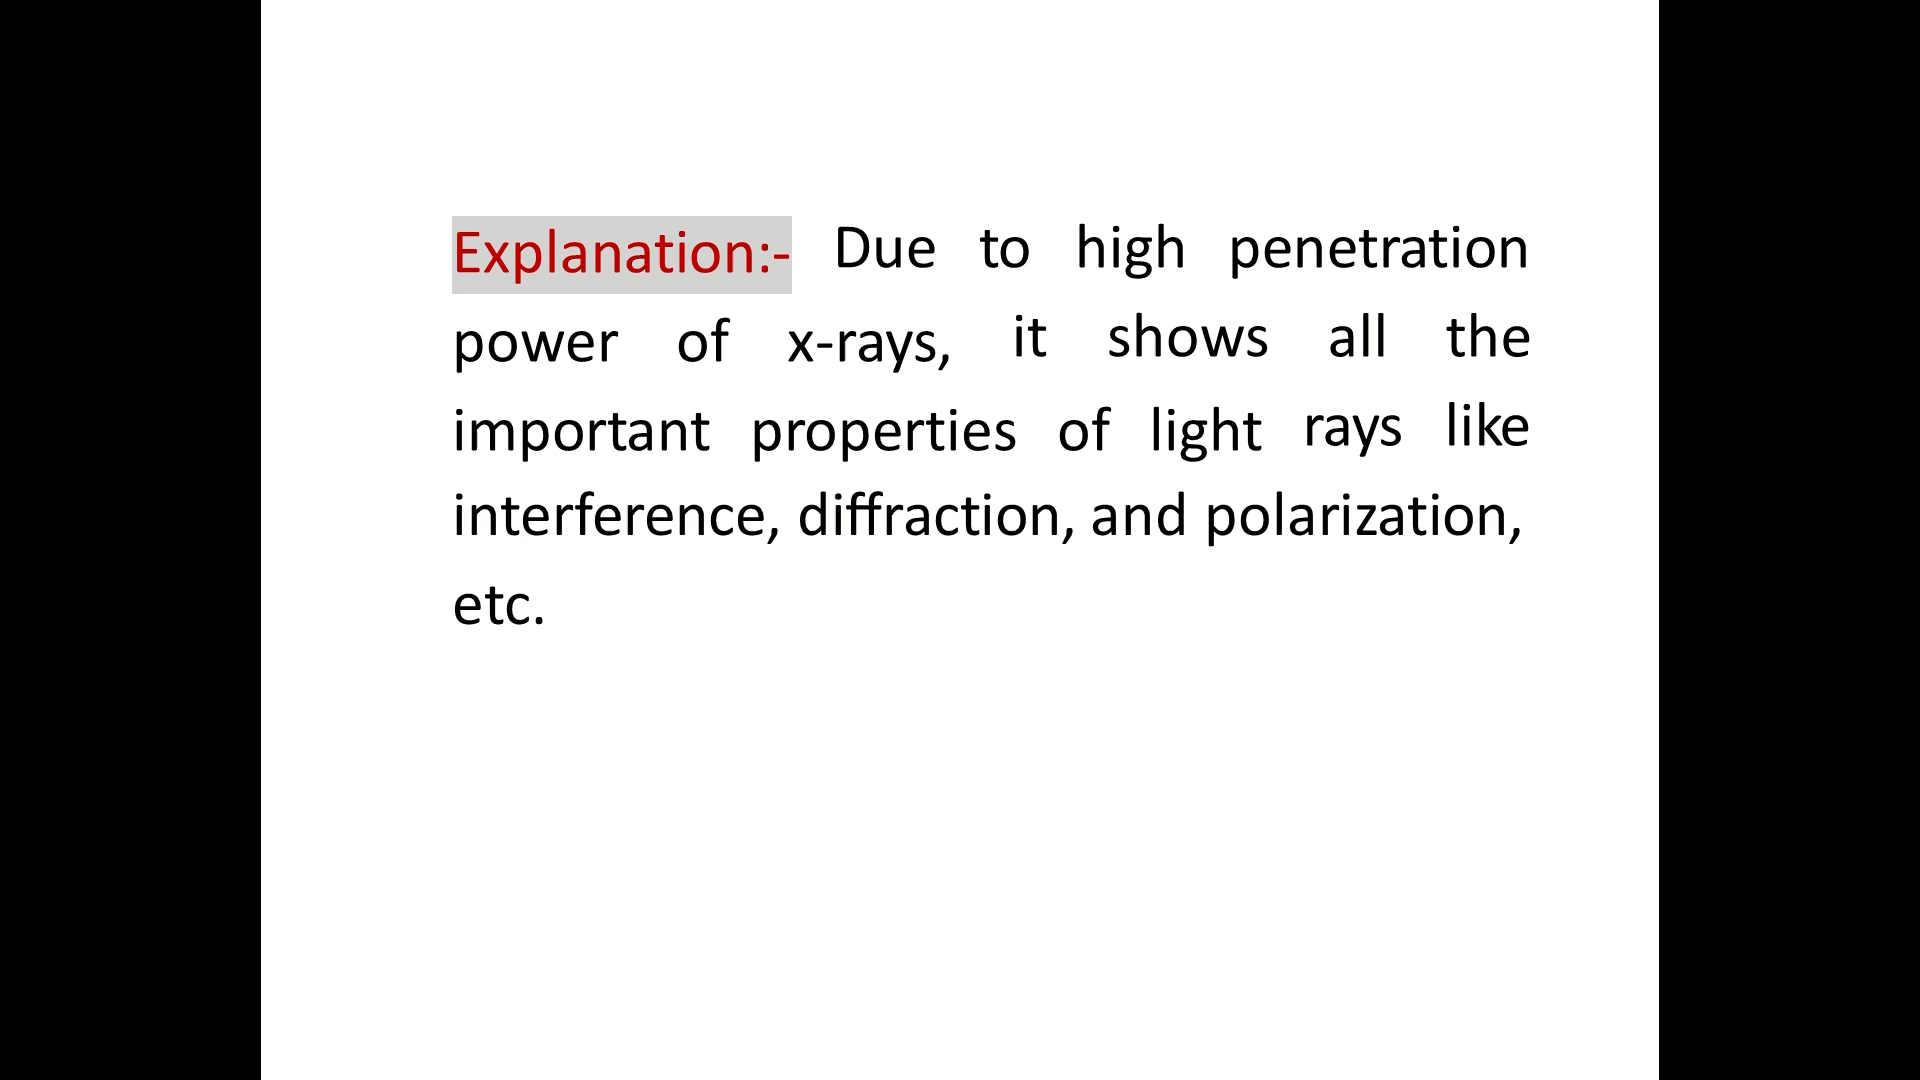 Explanation:- Due to high penetration
power of x-rays, it shows all the
important properties of light rays like
interference, diffraction, and polarization,
etc.